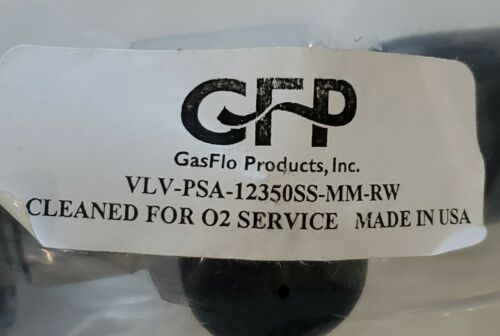 GFP
GasFlo Products, Inc.
VLV-PSA-12350SS-MM-RW
CLEANED FOR O2 SERVICE MADE IN USA